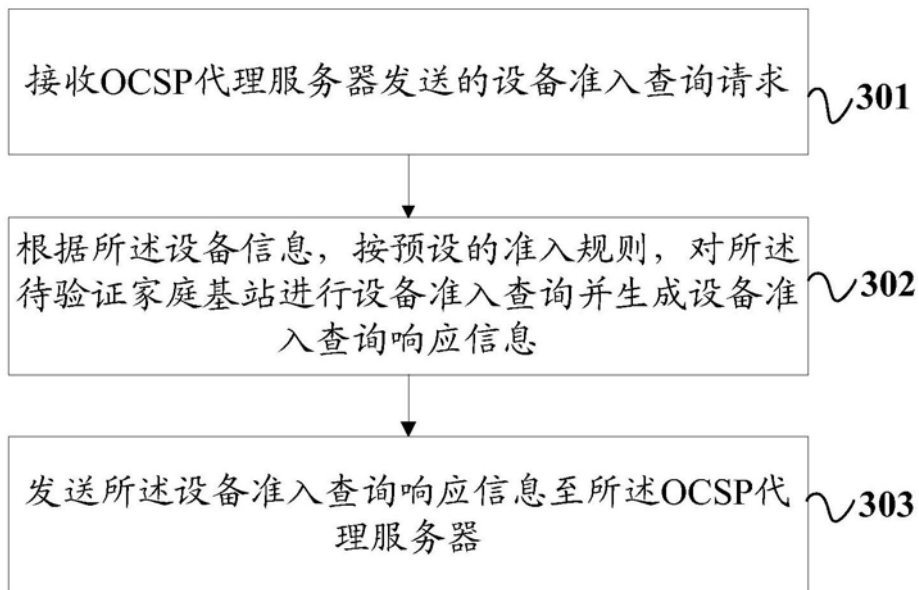 接收OCSP代理服务器发送的设备准入查询请求
301
根据所述设备信息，按预设的准入规则，对所述
待验证家庭基站进行设备准入查询并生成设备准
入查询响应信息
302
发送所述设备准入查询响应信息至所述OCSP代
理服务器
303